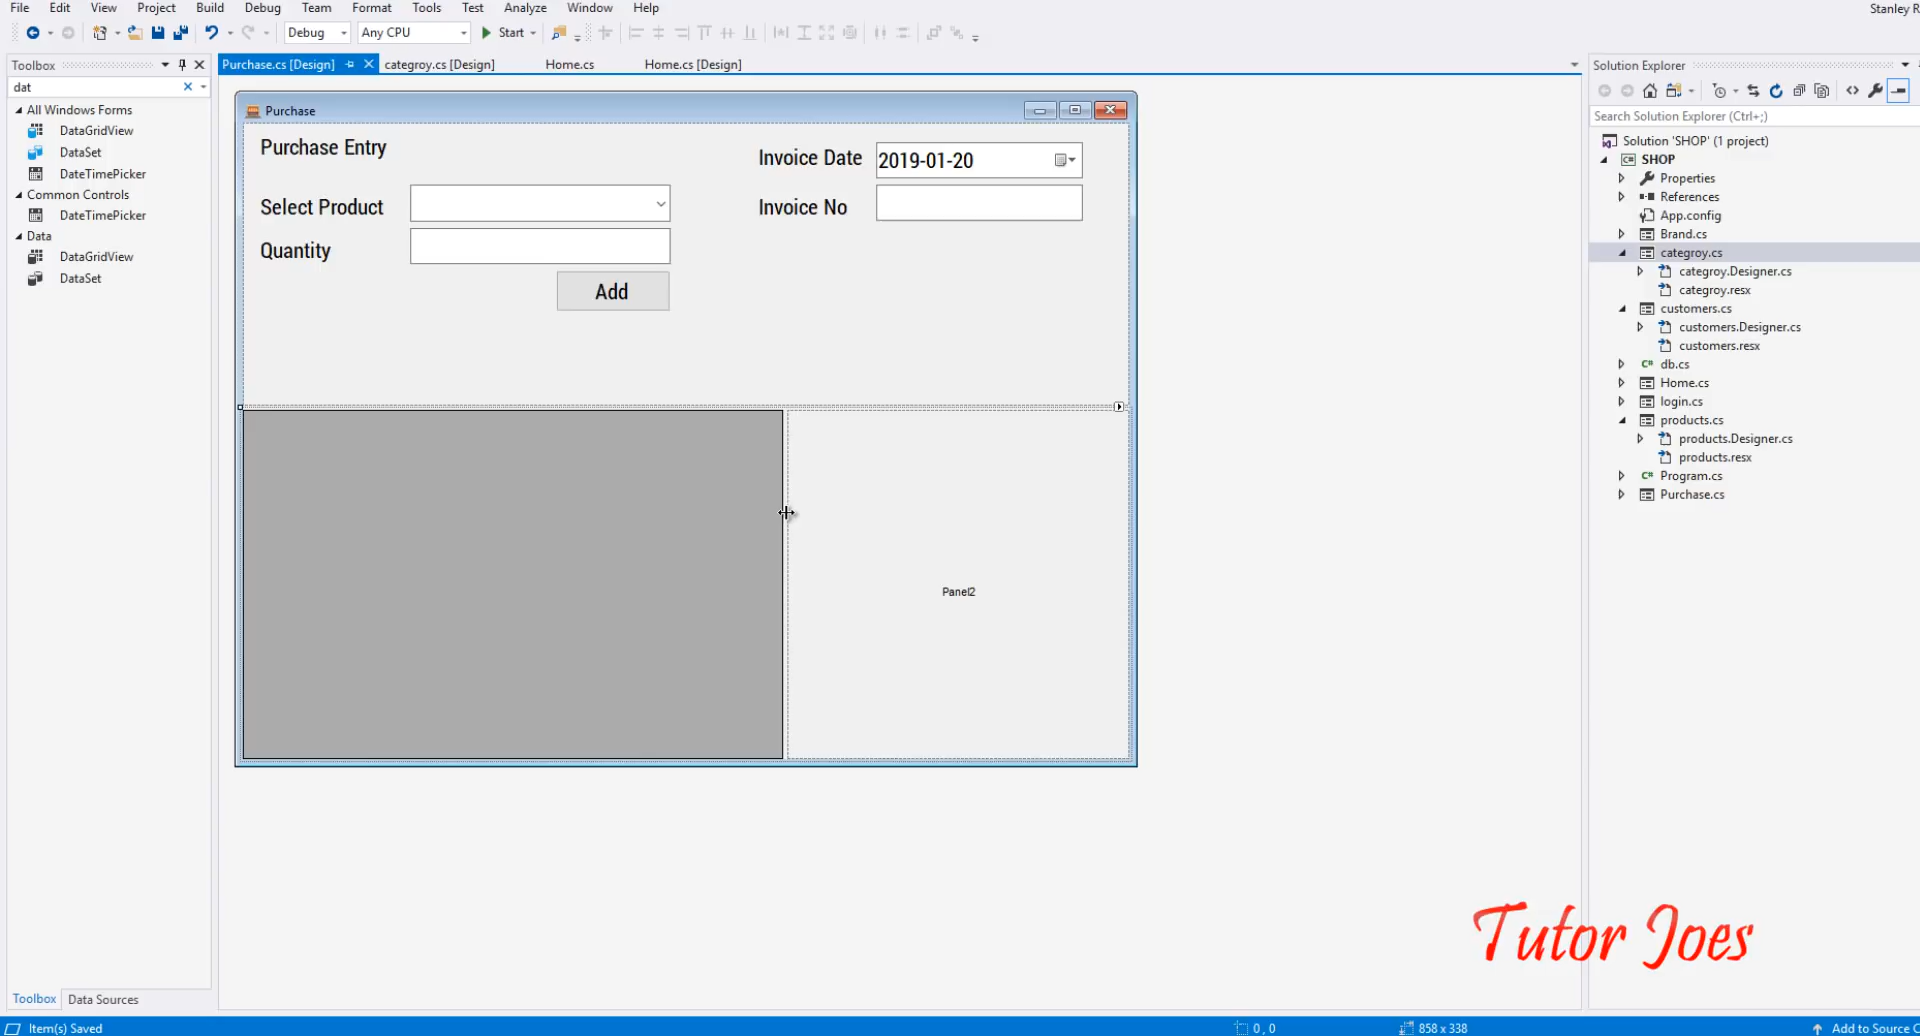 File Edit View Project Build Debug Team Format Tools Test Analyze Window Help
Stanley R
Debug Any CPU Start
Toolbox
dat
All Windows Forms
DataGridView
DataSet
DateTimePicker
Common Controls
DateTimePicker
Data
DataGridView
DataSet
Toolbox Data Sources
Purchase.cs [Design] categroy.cs [Design] Home.cs Home.cs [Design]
Purchase
Purchase Entry
Invoice Date 2019-01-20
Select Product
Invoice No
Quantity
Add
Panel2
Solution Explorer
Search Solution Explorer (Ctrl+;)
Solution 'SHOP' (1 project)
C# SHOP
Properties
References
App.config
Brand.cs
categroy.cs
categroy.Designer.cs
categroy.resx
customers.cs
customers.Designer.cs
customers.resx
C# db.cs
Home.cs
login.cs
products.cs
products.Designer.cs
products.resx
C# Program.cs
Purchase.cs
Tutor Joes
Item(s) Saved
0 , 0
858 x 338
Add to Source C